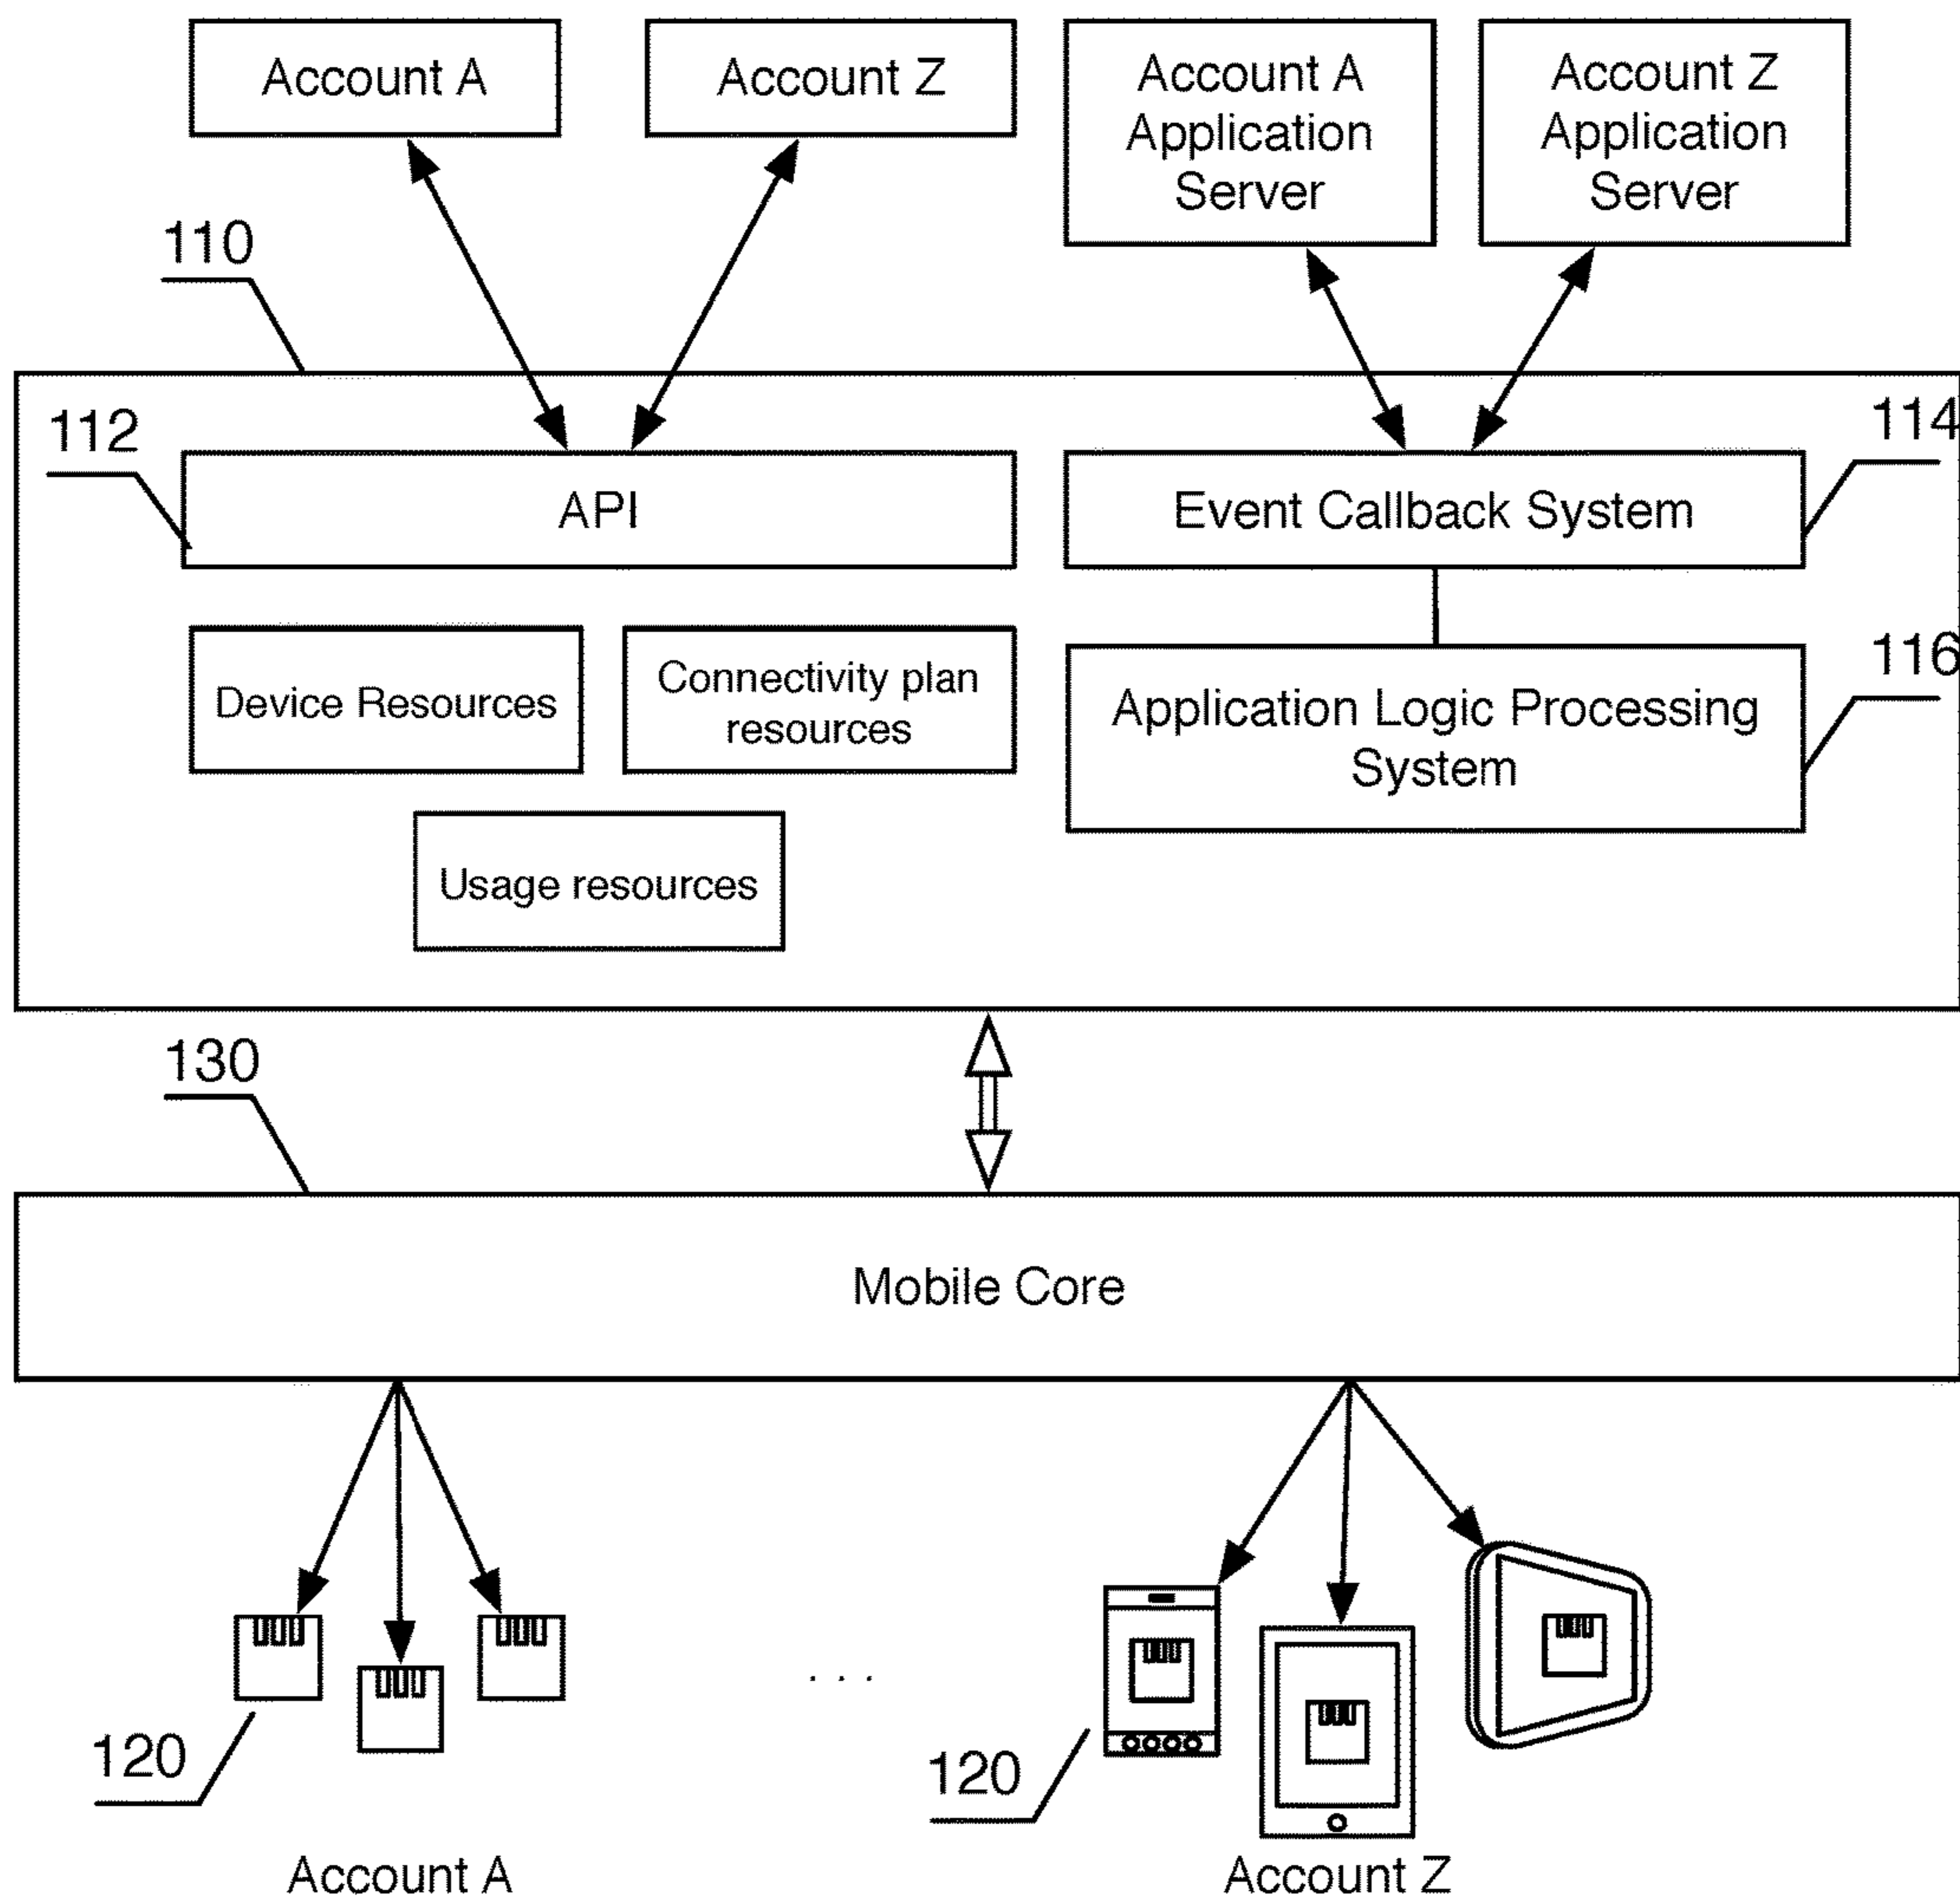 Account A
Account Z
Account A
Application
Server
Account Z
Application
Server
110
112
API
Event Callback System
114
Device Resources
Connectivity plan
resources
Application Logic Processing
System
116
Usage resources
130
Mobile Core
120
. . .
120
Account A
Account Z